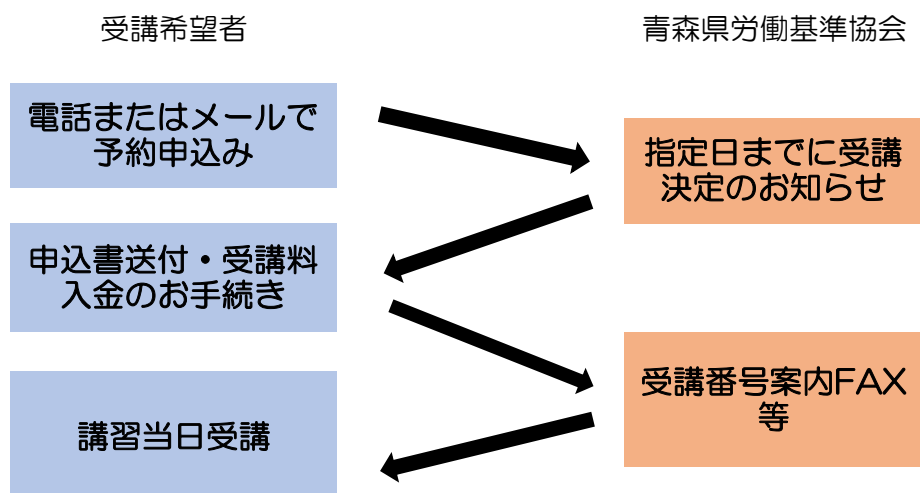 受講希望者
青森県労働基準協会
電話またはメールで
予約申込み
指定日までに受講
決定のお知らせ
申込書送付・受講料
入金のお手続き
受講番号案内FAX
等
講習当日受講